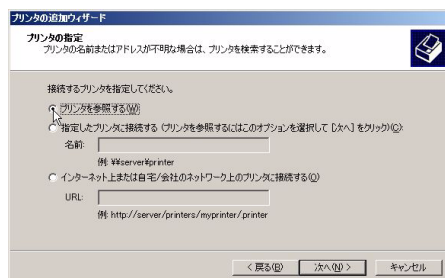 プリンタの追加ウィザード
プリンタの指定
プリンタの名前またはアドレスが不明な場合は、プリンタを検索することができます。
接続するプリンタを指定してください。
プリンタを参照する(W)
指定したプリンタに接続する (プリンタを参照するにはこのオプションを選択して [次へ] をクリック)(C):
名前:
例: ¥¥server¥printer
インターネット上または自宅/会社のネットワーク上のプリンタに接続する(O):
URL:
例: http://server/printers/myprinter/printer
< 戻る(B)
次へ(N) >
キャンセル